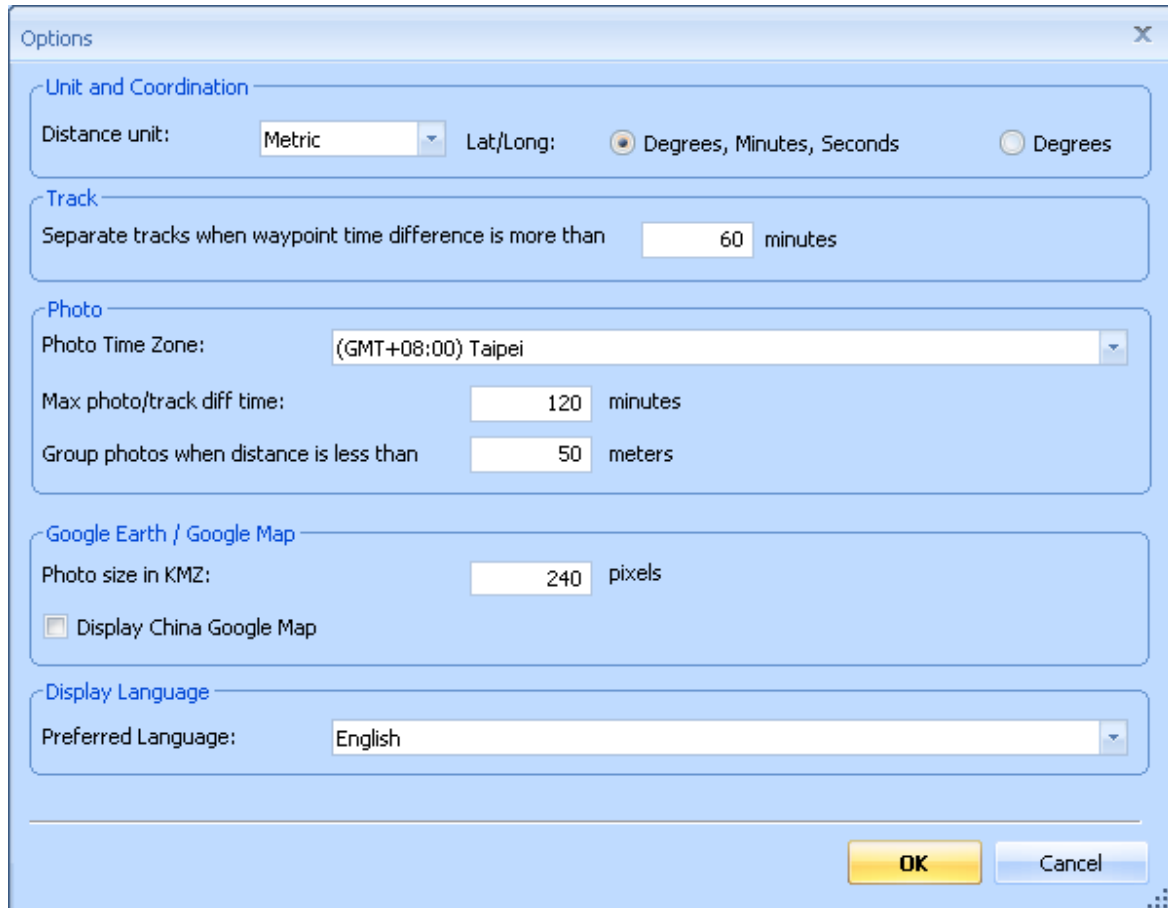 Options
Unit and Coordination
Distance unit: Metric Lat/Long: Degrees, Minutes, Seconds Degrees
Track
Separate tracks when waypoint time difference is more than 60 minutes
Photo
Photo Time Zone: (GMT+08:00) Taipei
Max photo/track diff time: 120 minutes
Group photos when distance is less than 50 meters
Google Earth / Google Map
Photo size in KMZ: 240 pixels
Display China Google Map
Display Language
Preferred Language: English
OK Cancel